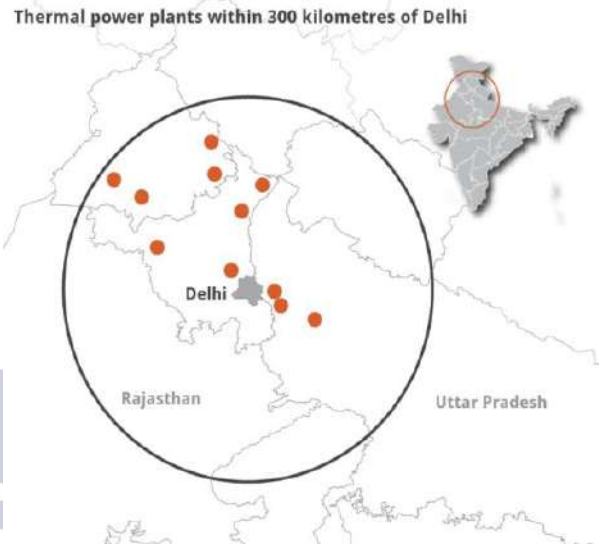 Thermal power plants within 300 kilometres of Delhi
Delhi
Rajasthan
Uttar Pradesh